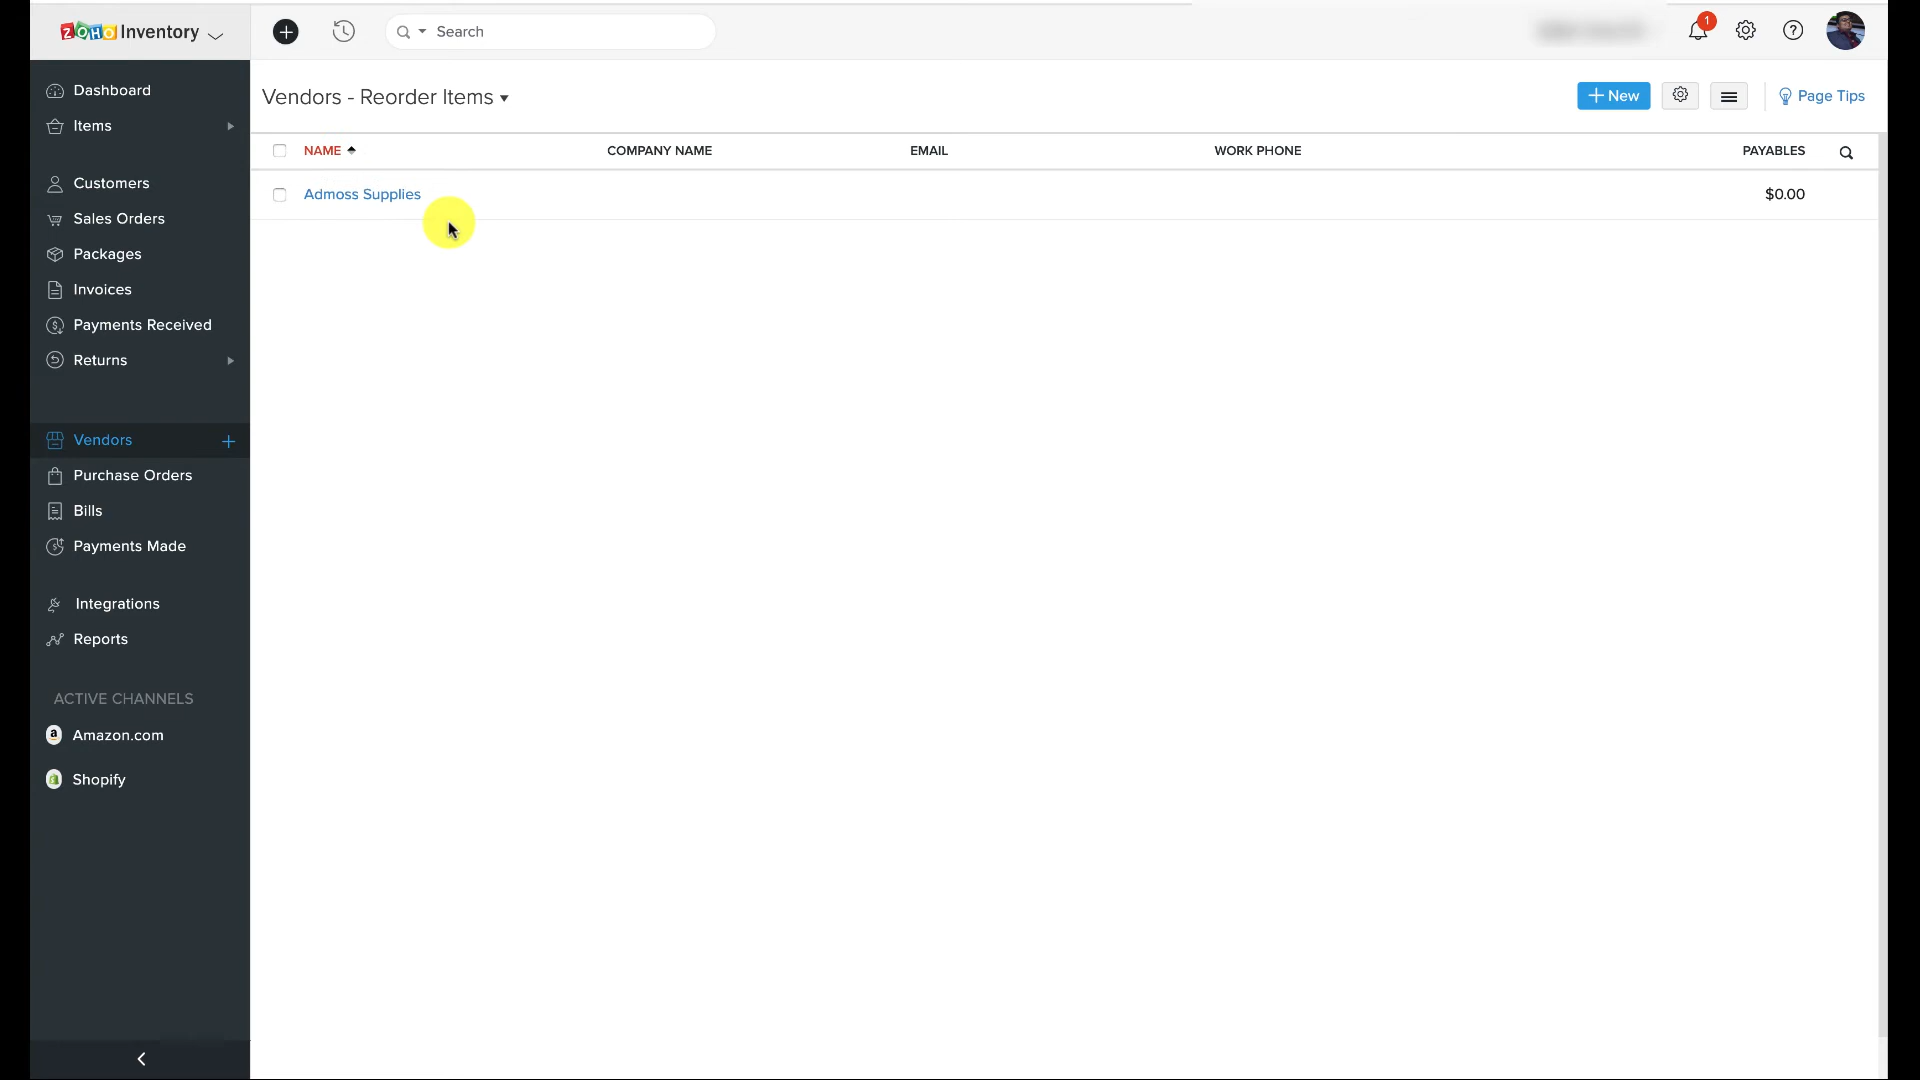 ZOHO Inventory
Search
1
Dashboard
Items
Customers
Sales Orders
Packages
Invoices
Payments Received
Returns
Vendors
Purchase Orders
Bills
Payments Made
Integrations
Reports
ACTIVE CHANNELS
Amazon.com
Shopify
Vendors - Reorder Items
+ New
Page Tips
NAME COMPANY NAME EMAIL WORK PHONE PAYABLES
Admoss Supplies $0.00